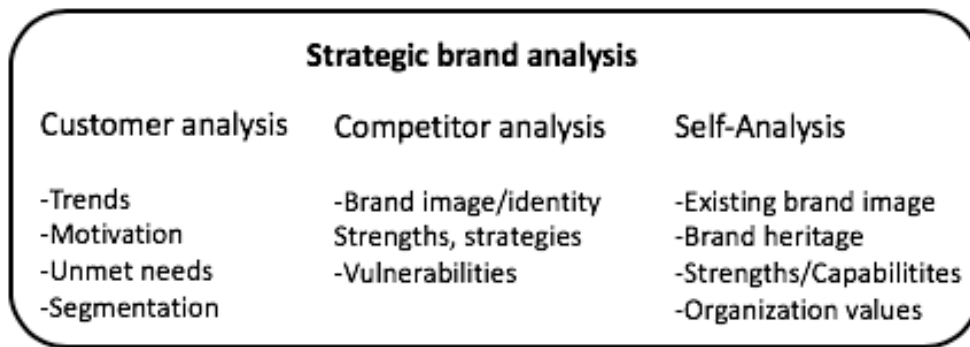 Strategic brand analysis
Customer analysis
-Trends
-Motivation
-Unmet needs
-Segmentation
Competitor analysis
-Brand image/identity
Strengths, strategies
-Vulnerabilities
Self-Analysis
-Existing brand image
-Brand heritage
-Strengths/Capabilitites
-Organization values